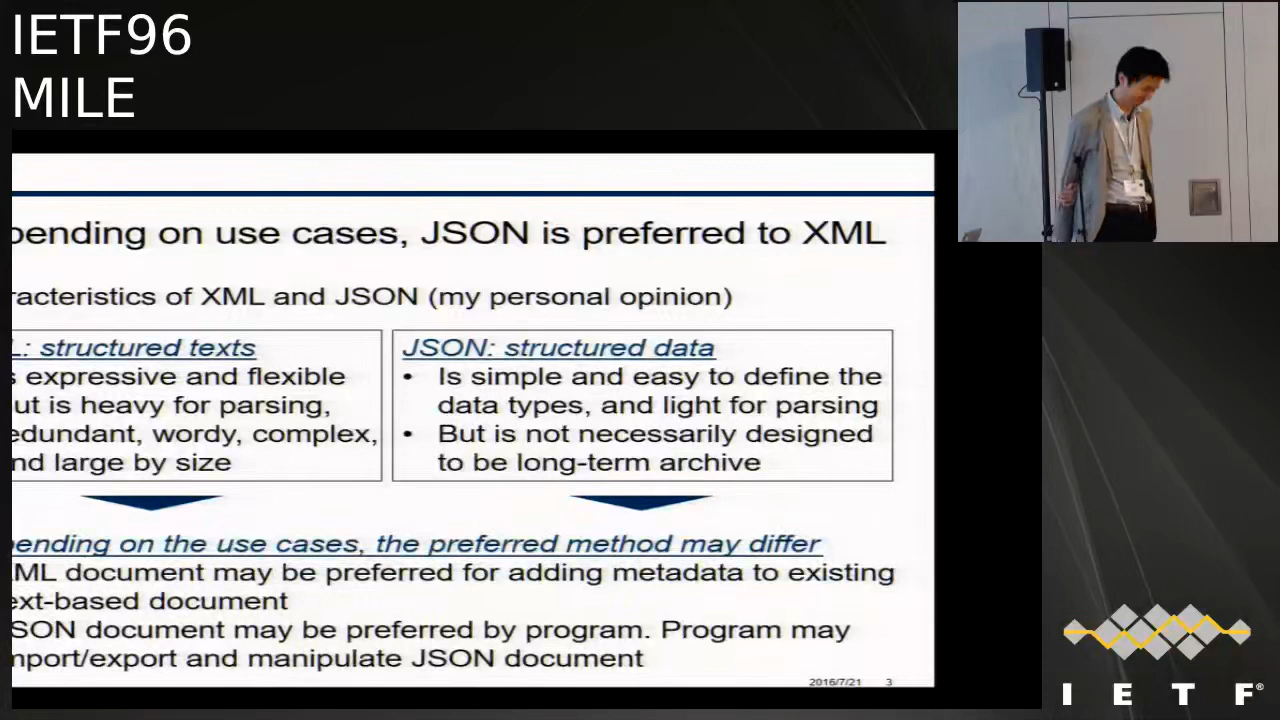 IETF96
MILE
pending on use cases, JSON is preferred to XML
racteristics of XML and JSON (my personal opinion)
L: structured texts
s expressive and flexible
ut is heavy for parsing,
edundant, wordy, complex,
nd large by size
JSON: structured data
• Is simple and easy to define the
data types, and light for parsing
• But is not necessarily designed
to be long-term archive
ending on the use cases, the preferred method may differ
ML document may be preferred for adding metadata to existing
ext-based document
SON document may be preferred by program. Program may
mport/export and manipulate JSON document
2016/7/21 3
I E T F®